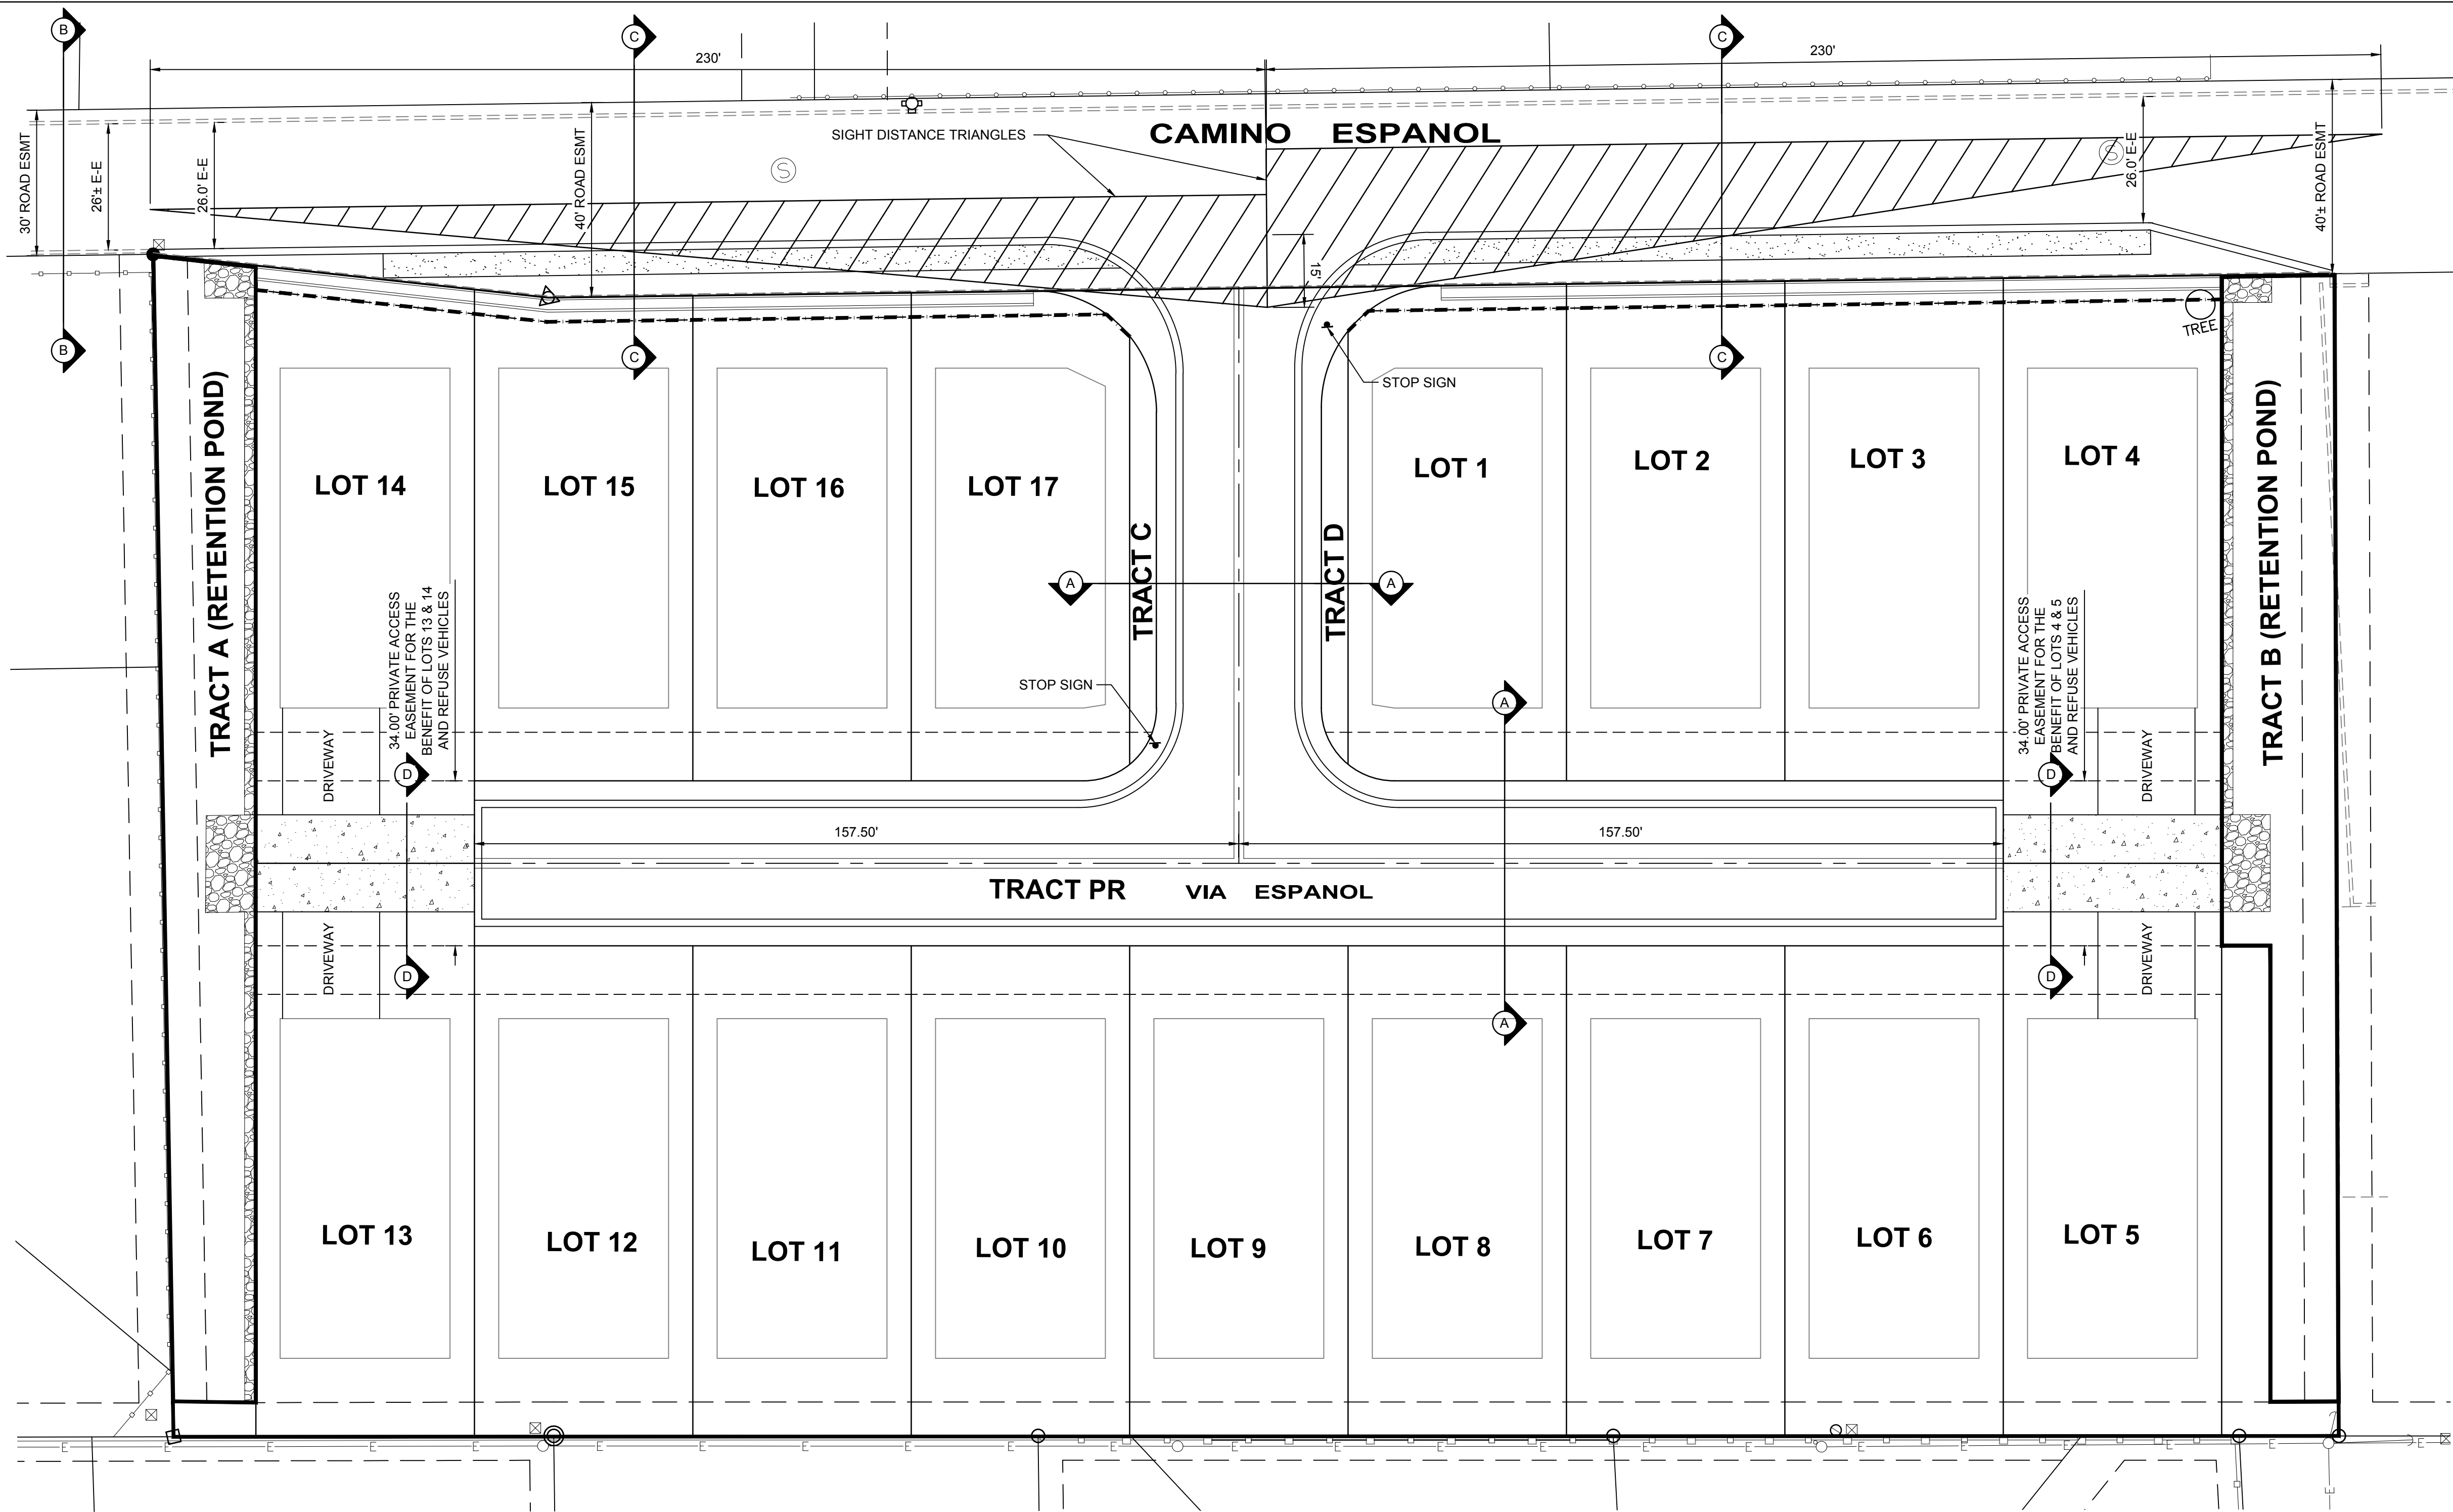 B
C
C
230'
230'
CAMINO ESPANOL
SIGHT DISTANCE TRIANGLES
30' ROAD ESMT
26'± E-E
26.0' E-E
40' ROAD ESMT
S
S
26.0' E-E
40'± ROAD ESMT
15'
B
C
C
TREE
STOP SIGN
TRACT A (RETENTION POND)
LOT 14
LOT 15
LOT 16
LOT 17
LOT 1
LOT 2
LOT 3
LOT 4
TRACT B (RETENTION POND)
TRACT C
TRACT D
A
A
34.00' PRIVATE ACCESS
EASEMENT FOR THE
BENEFIT OF LOTS 13 & 14
AND REFUSE VEHICLES
34.00' PRIVATE ACCESS
EASEMENT FOR THE
BENEFIT OF LOTS 4 & 5
AND REFUSE VEHICLES
STOP SIGN
A
DRIVEWAY
D
D
DRIVEWAY
157.50'
157.50'
TRACT PR VIA ESPANOL
DRIVEWAY
D
D
DRIVEWAY
A
LOT 13
LOT 12
LOT 11
LOT 10
LOT 9
LOT 8
LOT 7
LOT 6
LOT 5
E E E E E E E E E E E E E E E E E E E E E E E E